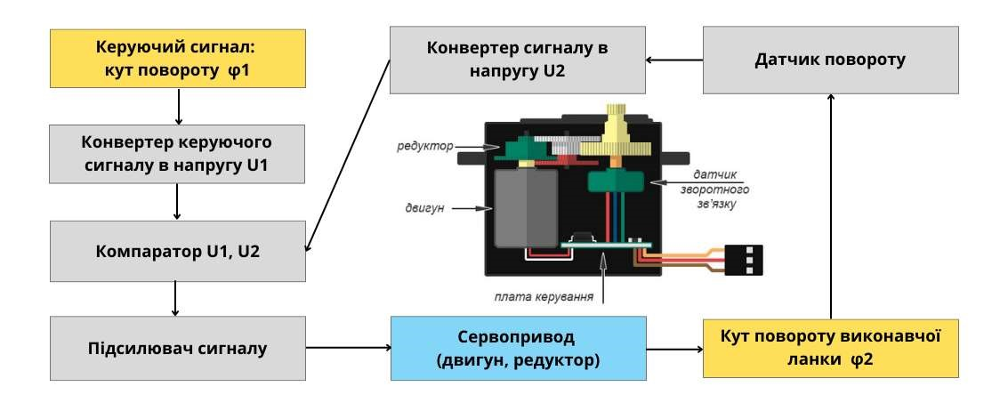 Керуючий сигнал:
кут повороту φ1
Конвертер керуючого
сигналу в напругу U1
Компаратор U1, U2
Підсилювач сигналу
Конвертер сигналу в
напругу U2
Датчик повороту
редуктор
двигун
датчик
зворотного
зв'язку
плата керування
Сервопривод
(двигун, редуктор)
Кут повороту виконавчої
ланки φ2